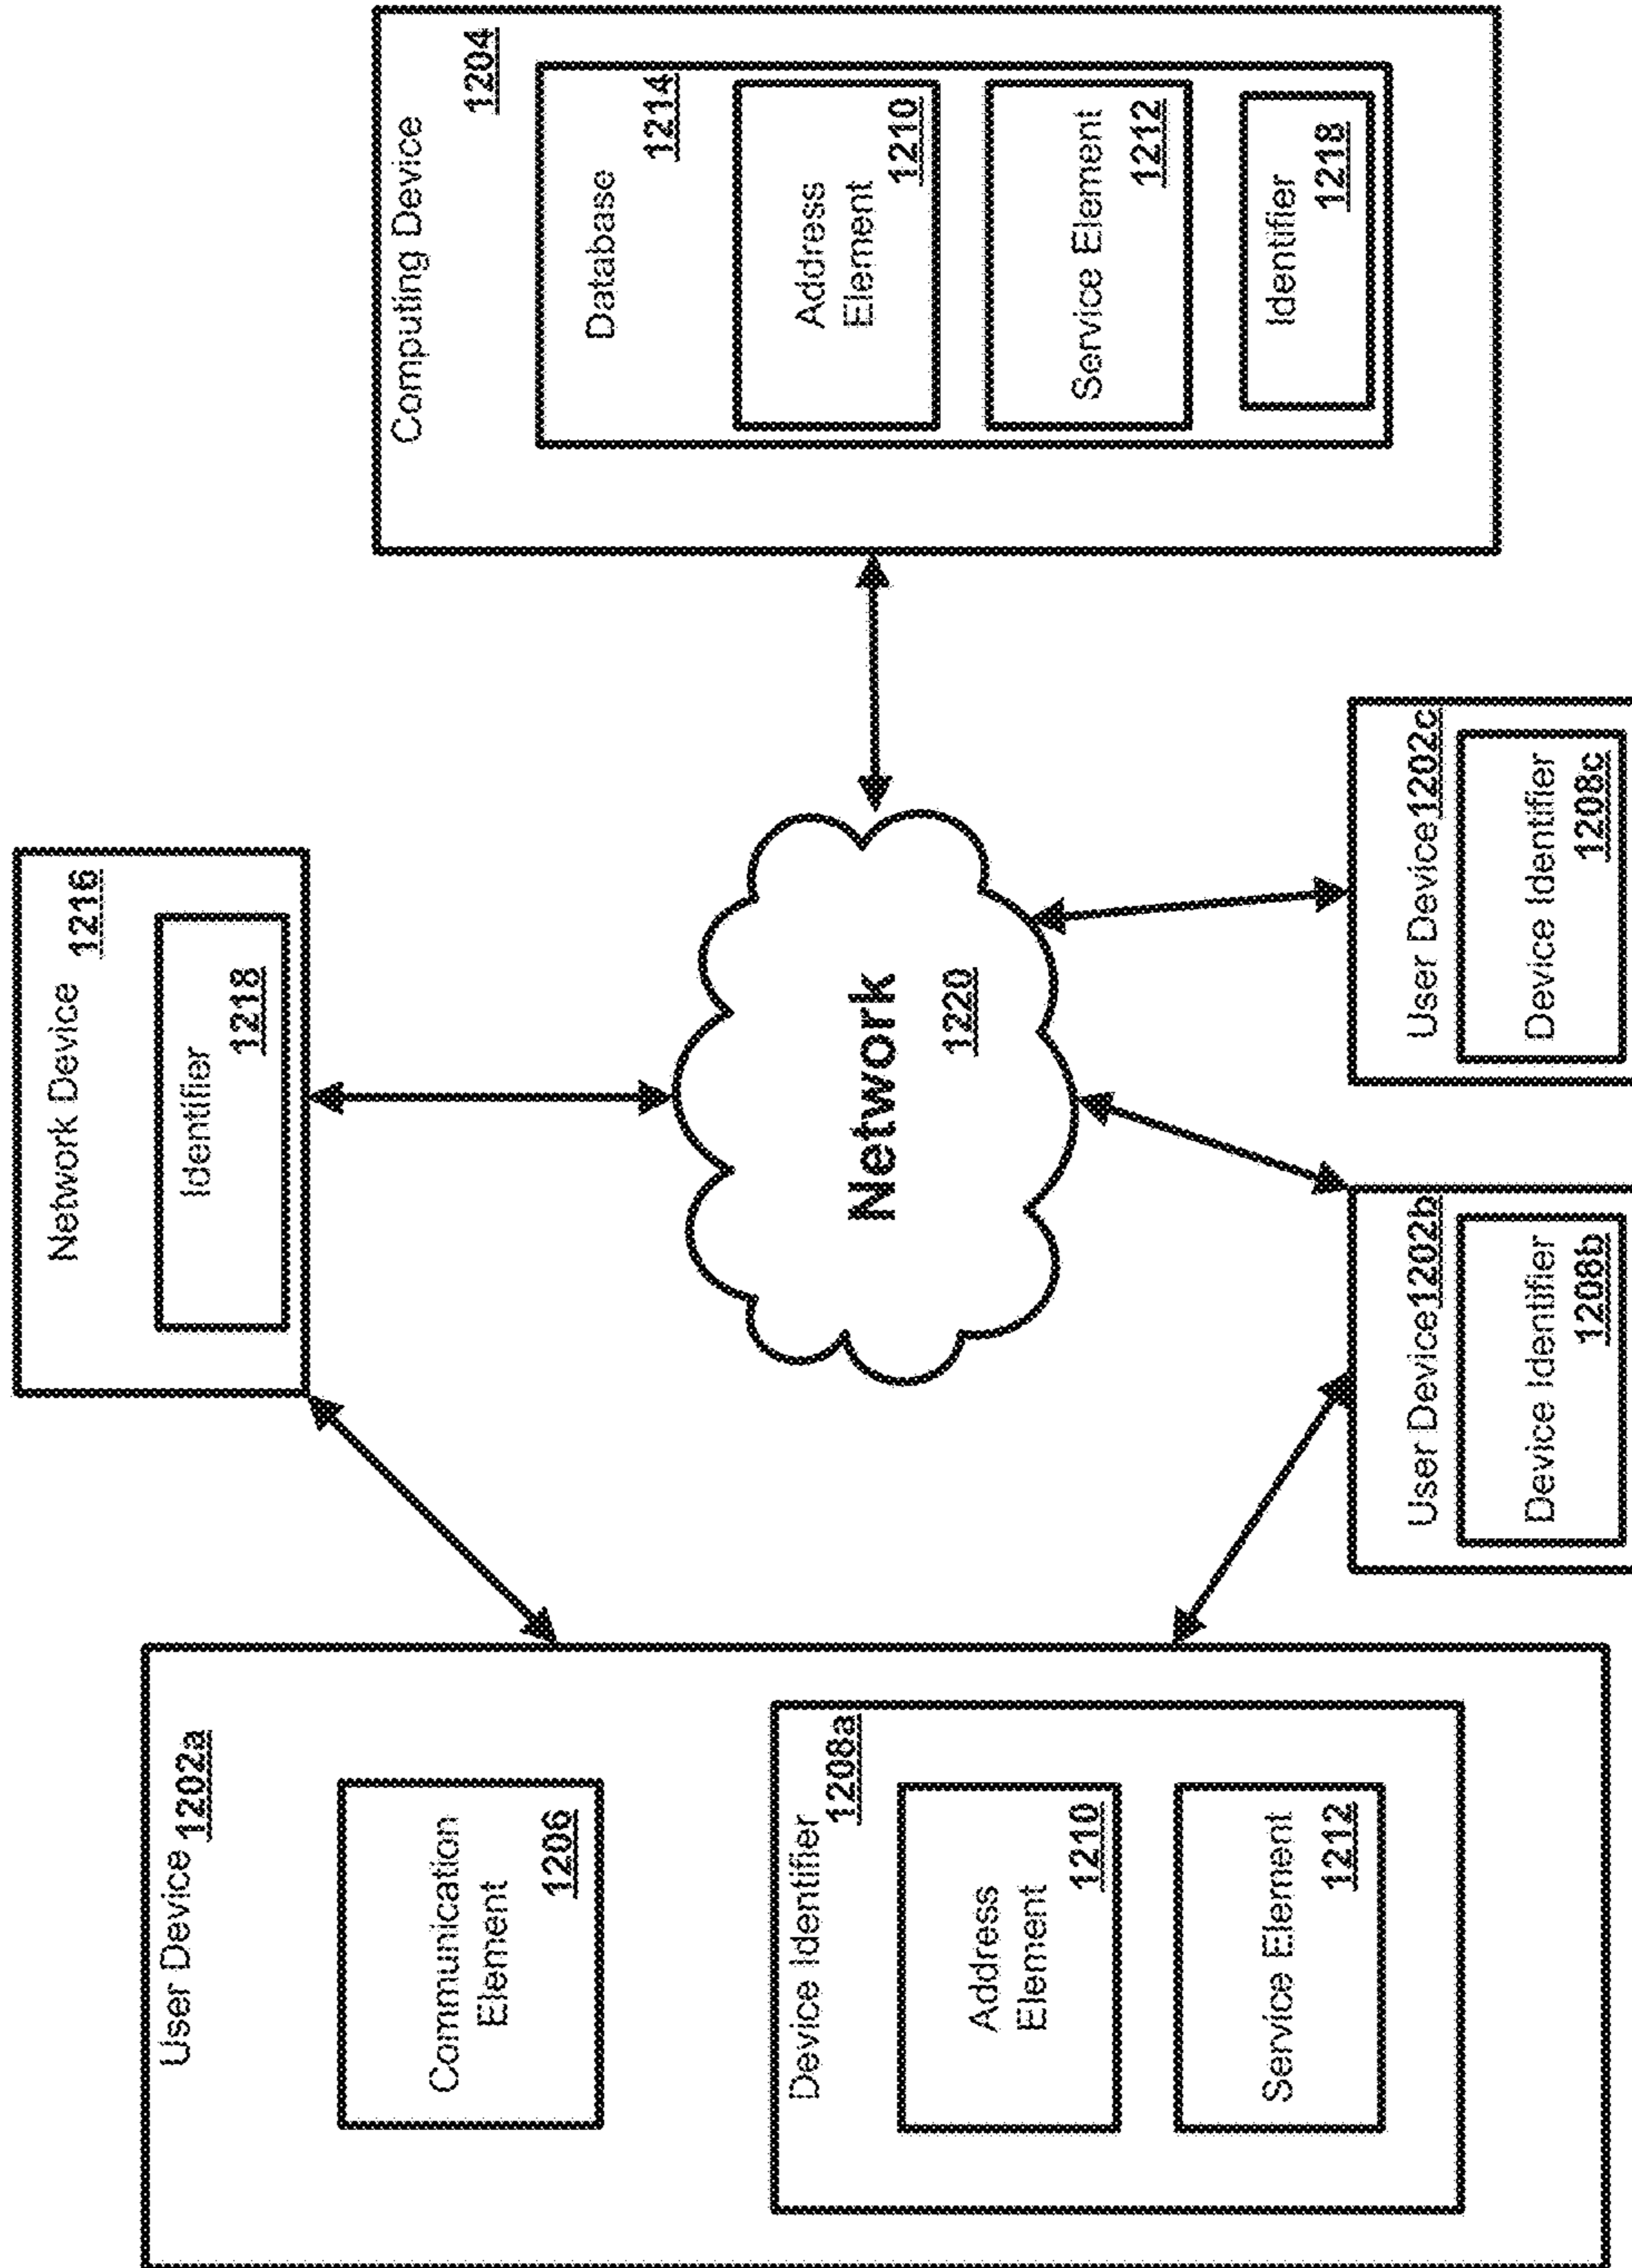 User Device 1202a
Communication
Element
1206
Device Identifier
1208a
Address
Element
1210
Service Element
1212
Network Device
1216
Identifier
1218
Network
1220
User Device1202b
Device Identifier
1208b
User Device1202c
Device Identifier
1208c
Computing Device
1204
Database
1214
Address
Element
1210
Service Element
1212
Identifier
1218